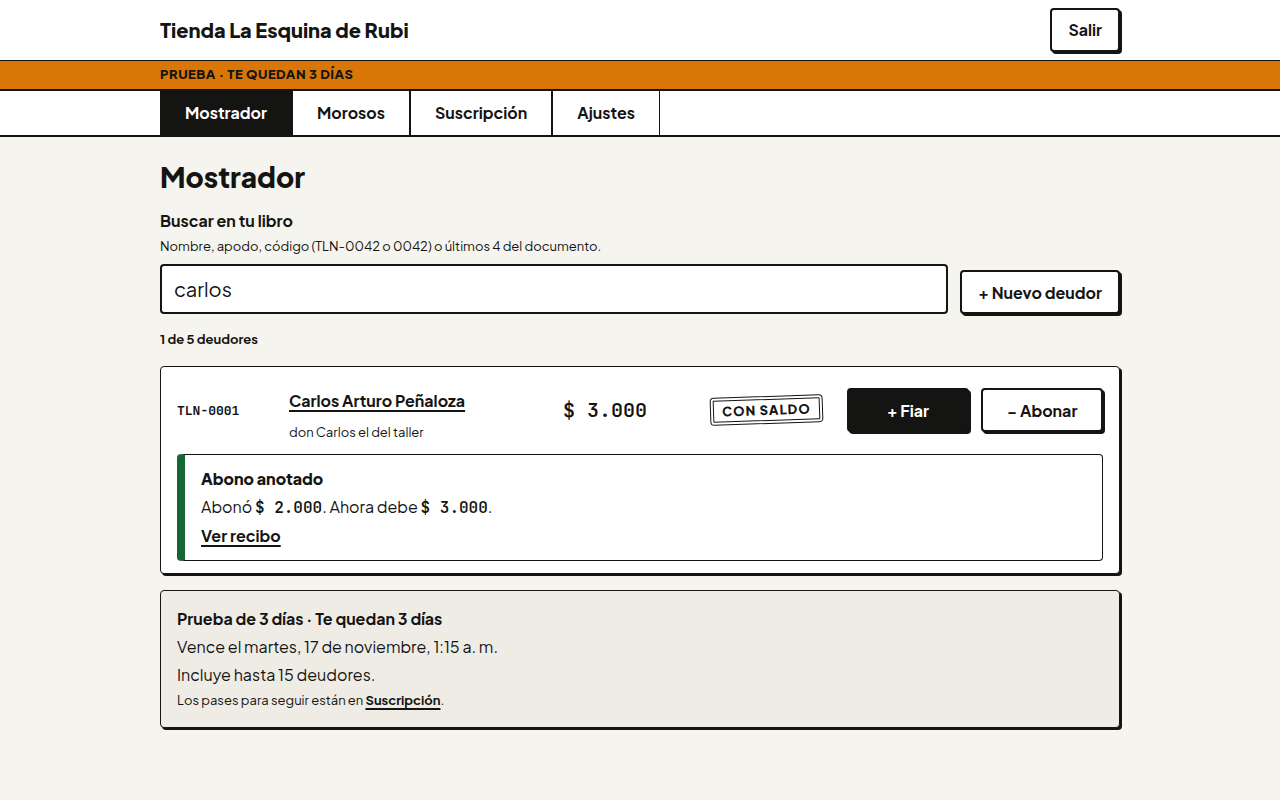 Tienda La Esquina de Rubi
Salir
PRUEBA · TE QUEDAN 3 DÍAS
Mostrador
Morosos
Suscripción
Ajustes
Mostrador
Buscar en tu libro
Nombre, apodo, código (TLN-0042 o 0042) o últimos 4 del documento.
carlos
+ Nuevo deudor
1 de 5 deudores
TLN-0001
Carlos Arturo Peñaloza
don Carlos el del taller
$ 3.000
CON SALDO
+ Fiar
− Abonar
Abono anotado
Abonó $ 2.000. Ahora debe $ 3.000.
Ver recibo
Prueba de 3 días · Te quedan 3 días
Vence el martes, 17 de noviembre, 1:15 a. m.
Incluye hasta 15 deudores.
Los pases para seguir están en Suscripción.